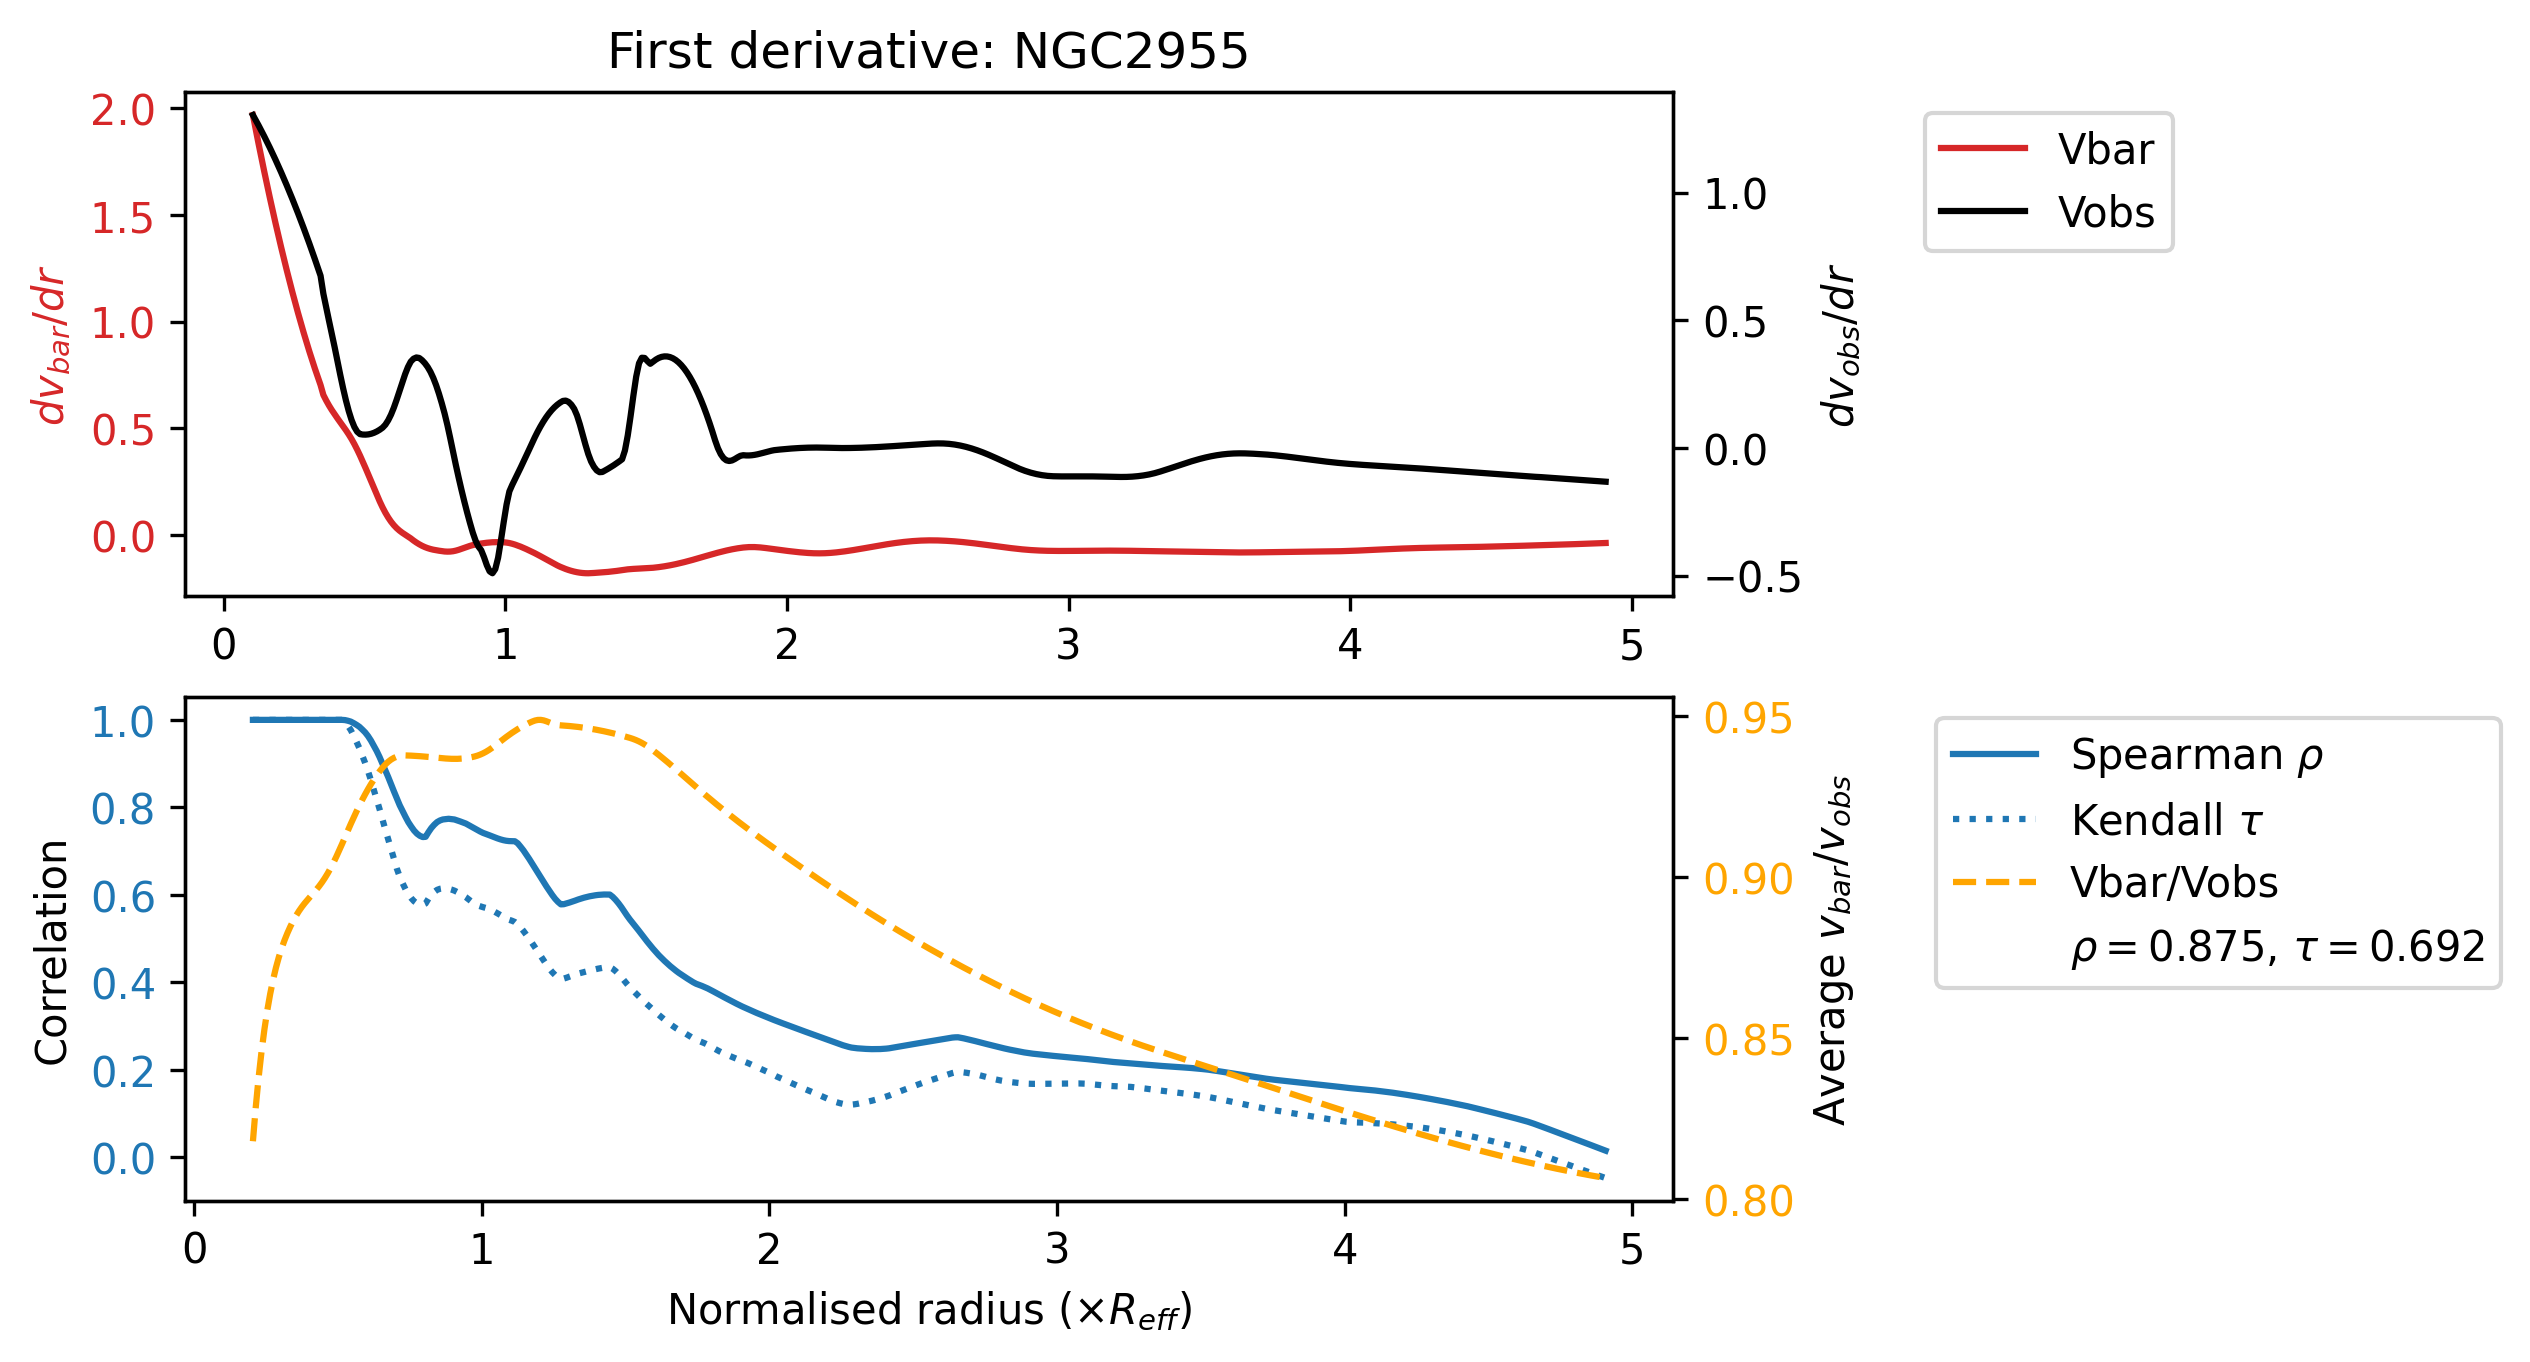 First derivative: NGC2955
2.0
1.5
1.0
0.5
0.0
dv_bar/dr
1.0
0.5
0.0
−0.5
dv_obs/dr
0 1 2 3 4 5
Vbar
Vobs
1.0
0.8
0.6
0.4
0.2
0.0
Correlation
0.95
0.90
0.85
0.80
Average v_bar/v_obs
0 1 2 3 4 5
Normalised radius (×R_eff)
Spearman ρ
Kendall τ
Vbar/Vobs
ρ = 0.875, τ = 0.692